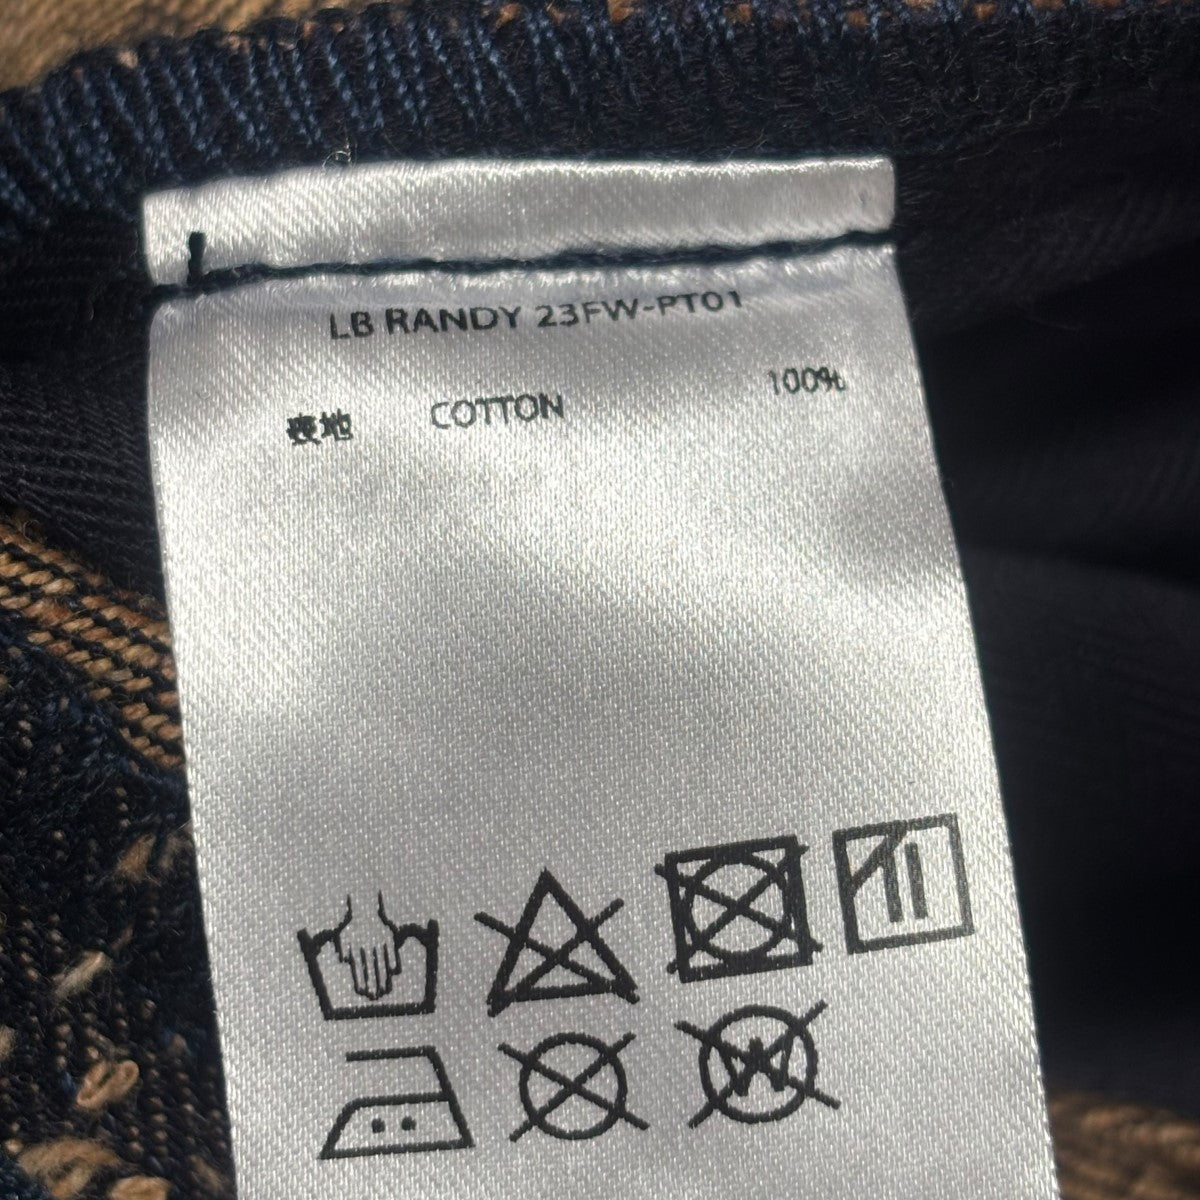 LB RANDY 23FW-PT01
表地 COTTON 100%
W